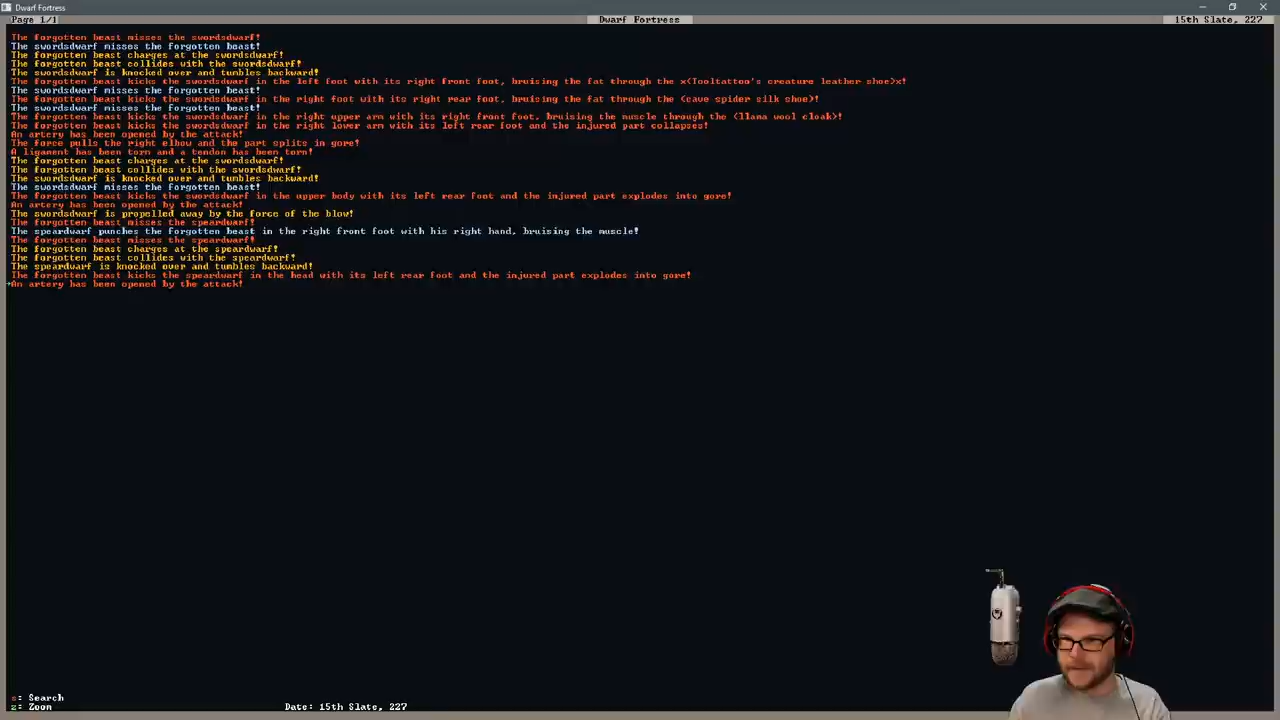 Dwarf Fortress
Page 1/1 Dwarf Fortress 15th Slate, 227
The forgotten beast misses the swordsdwarf!
The swordsdwarf misses the forgotten beast!
The forgotten beast charges at the swordsdwarf!
The forgotten beast collides with the swordsdwarf!
The swordsdwarf is knocked over and tumbles backward!
The forgotten beast kicks the swordsdwarf in the left foot with its right front foot, bruising the fat through the x(Tooltattoo's creature leather shoe)x!
The swordsdwarf misses the forgotten beast!
The forgotten beast kicks the swordsdwarf in the right foot with its right rear foot, bruising the fat through the (cave spider silk shoe)!
The swordsdwarf misses the forgotten beast!
The forgotten beast kicks the swordsdwarf in the right upper arm with its right front foot, bruising the muscle through the (llama wool cloak)!
The forgotten beast kicks the swordsdwarf in the right lower arm with its left rear foot and the injured part collapses!
An artery has been opened by the attack!
The force pulls the right elbow and the part splits in gore!
A ligament has been torn and a tendon has been torn!
The forgotten beast charges at the swordsdwarf!
The forgotten beast collides with the swordsdwarf!
The swordsdwarf is knocked over and tumbles backward!
The swordsdwarf misses the forgotten beast!
The forgotten beast kicks the swordsdwarf in the upper body with its left rear foot and the injured part explodes into gore!
An artery has been opened by the attack!
The swordsdwarf is propelled away by the force of the blow!
The forgotten beast misses the speardwarf!
The speardwarf punches the forgotten beast in the right front foot with his right hand, bruising the muscle!
The forgotten beast misses the speardwarf!
The forgotten beast charges at the speardwarf!
The forgotten beast collides with the speardwarf!
The speardwarf is knocked over and tumbles backward!
The forgotten beast kicks the speardwarf in the head with its left rear foot and the injured part explodes into gore!
An artery has been opened by the attack!
s: Search
z: Zoom Date: 15th Slate, 227